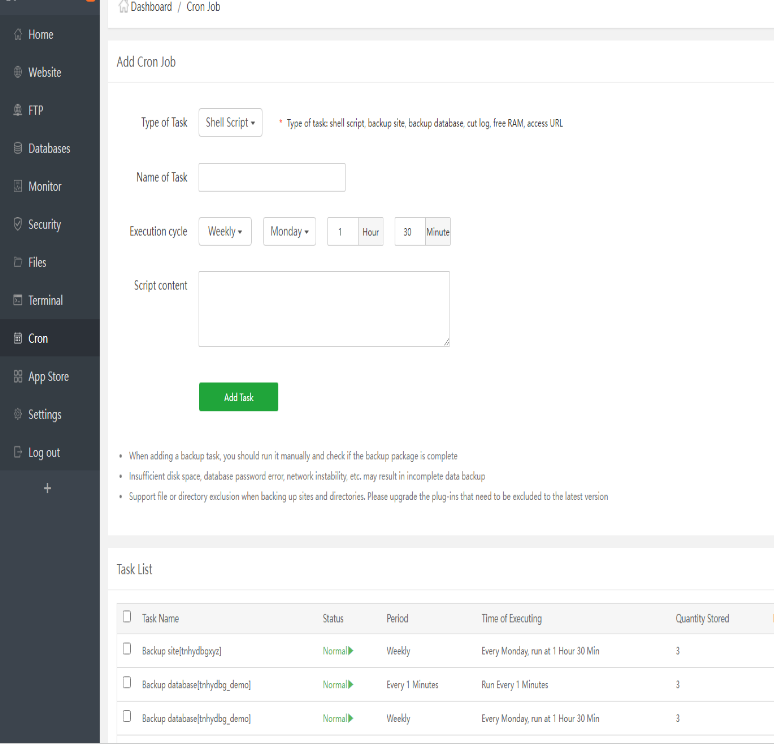 Dashboard / Cron Job
Home
Website
FTP
Databases
Monitor
Security
Files
Terminal
Cron
App Store
Settings
Log out
+
Add Cron Job
Type of Task Shell Script * Type of task: shell script, backup site, backup database, cut log, free RAM, access URL
Name of Task
Execution cycle Weekly Monday 1 Hour 30 Minute
Script content
Add Task
• When adding a backup task, you should run it manually and check if the backup package is complete
• Insufficient disk space, database password error, network instability, etc. may result in incomplete data backup
• Support file or directory exclusion when backing up sites and directories. Please upgrade the plug-ins that need to be excluded to the latest version
Task List
Task Name Status Period Time of Executing Quantity Stored
Backup site[tnhydbgxyz] Normal Weekly Every Monday, run at 1 Hour 30 Min 3
Backup database[tnhydbg_demo] Normal Every 1 Minutes Run Every 1 Minutes 3
Backup database[tnhydbg_demo] Normal Weekly Every Monday, run at 1 Hour 30 Min 3